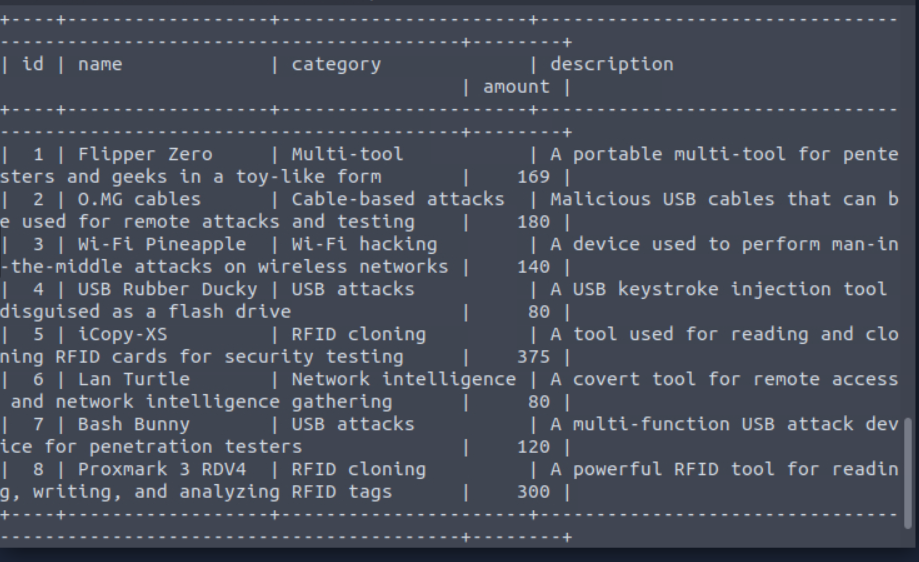 +----+------------------+----------------------+--------------------------------
-----------------------------------------+--------+
| id | name             | category             | description
                                         | amount |
+----+------------------+----------------------+--------------------------------
-----------------------------------------+--------+
|  1 | Flipper Zero     | Multi-tool           | A portable multi-tool for pente
sters and geeks in a toy-like form       |    169 |
|  2 | O.MG cables      | Cable-based attacks  | Malicious USB cables that can b
e used for remote attacks and testing    |    180 |
|  3 | Wi-Fi Pineapple  | Wi-Fi hacking        | A device used to perform man-in
-the-middle attacks on wireless networks |    140 |
|  4 | USB Rubber Ducky | USB attacks          | A USB keystroke injection tool
disguised as a flash drive               |     80 |
|  5 | iCopy-XS         | RFID cloning         | A tool used for reading and clo
ning RFID cards for security testing     |    375 |
|  6 | Lan Turtle       | Network intelligence | A covert tool for remote access
 and network intelligence gathering      |     80 |
|  7 | Bash Bunny       | USB attacks          | A multi-function USB attack dev
ice for penetration testers              |    120 |
|  8 | Proxmark 3 RDV4  | RFID cloning         | A powerful RFID tool for readin
g, writing, and analyzing RFID tags      |    300 |
+----+------------------+----------------------+--------------------------------
-----------------------------------------+--------+